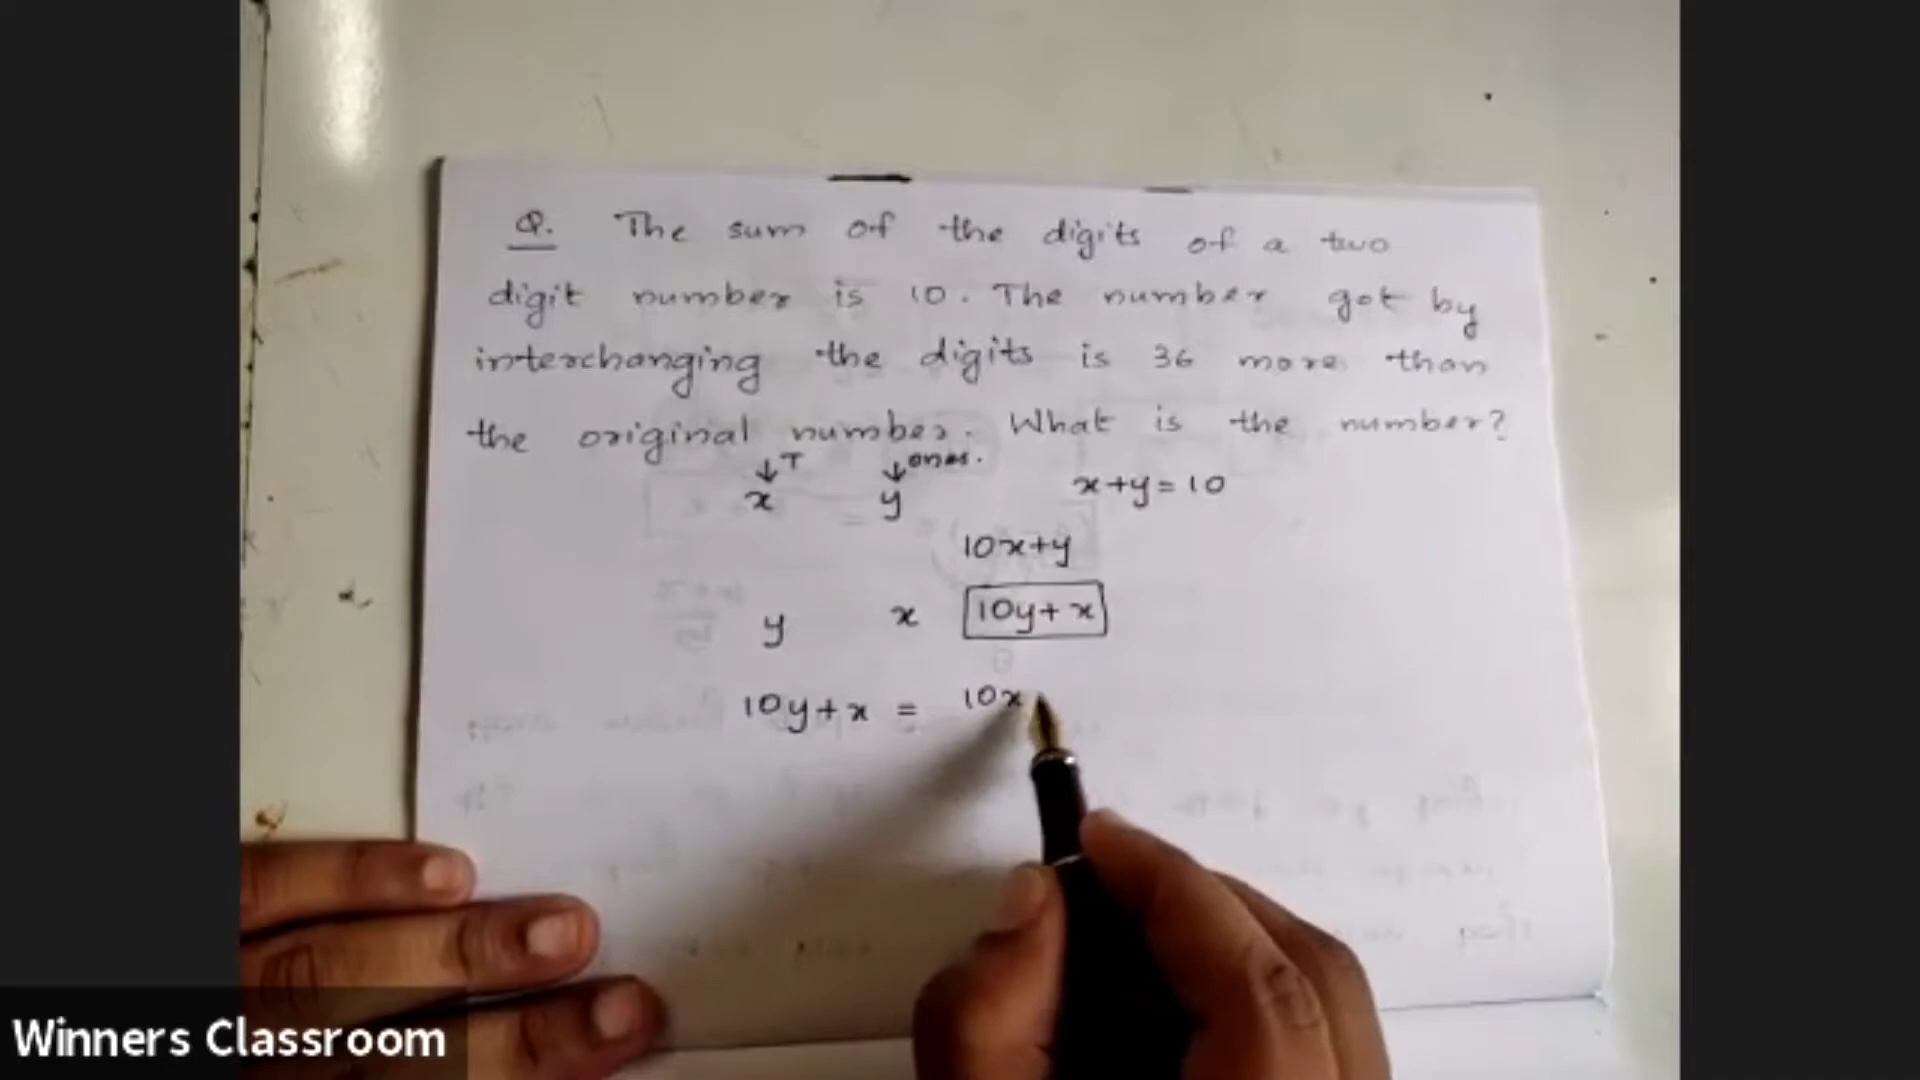 Q. The sum of the digits of a two
digit number is 10. The number got by
interchanging the digits is 36 more than
the original number. What is the number?
↓T ↓ones.
x y x+y=10
10x+y
y x 10y+x
10y+x = 10x
Winners Classroom